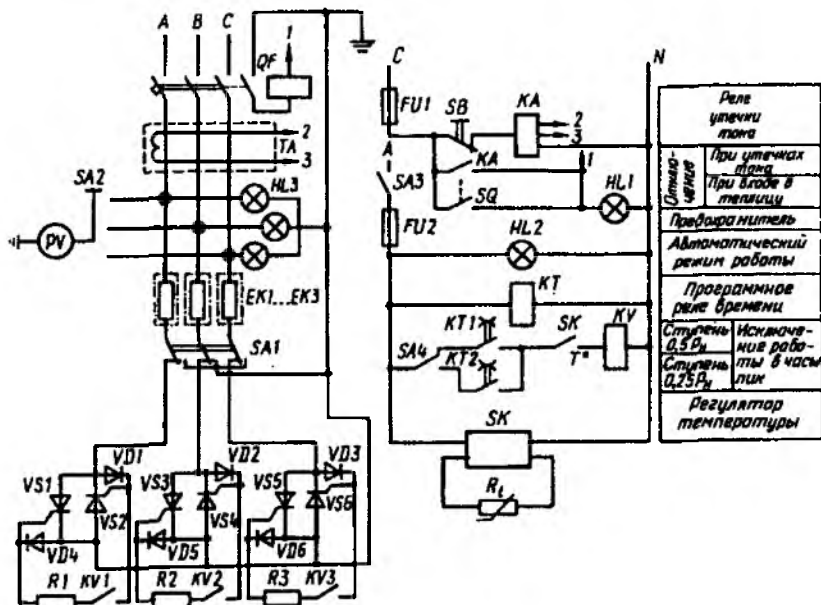 A B C
1
QF
2
TA
3
SA2
HL3
PV
EK1...EK3
SA1
VD1
VS1
VS2
VD4
R1
KV1
VD2
VS3
VS4
VD5
R2
KV2
VD3
VS5
VS6
VD6
R3
KV3
C
N
FU1
SB
KA
2
3
KA
1
A
SA3
SQ
HL1
FU2
HL2
KT
KT1
SK
KV
SA4
KT2
T°
SK
Rt
Реле
утечки
тока
Отключение
При утечках
тока
При входе в
теплицу
Предохранитель
Автоматический
режим работы
Программное
реле времени
Ступень
0,5Pн
Ступень
0,25Pн
Исключе-
ние рабо-
ты в часы
пик
Регулятор
температуры